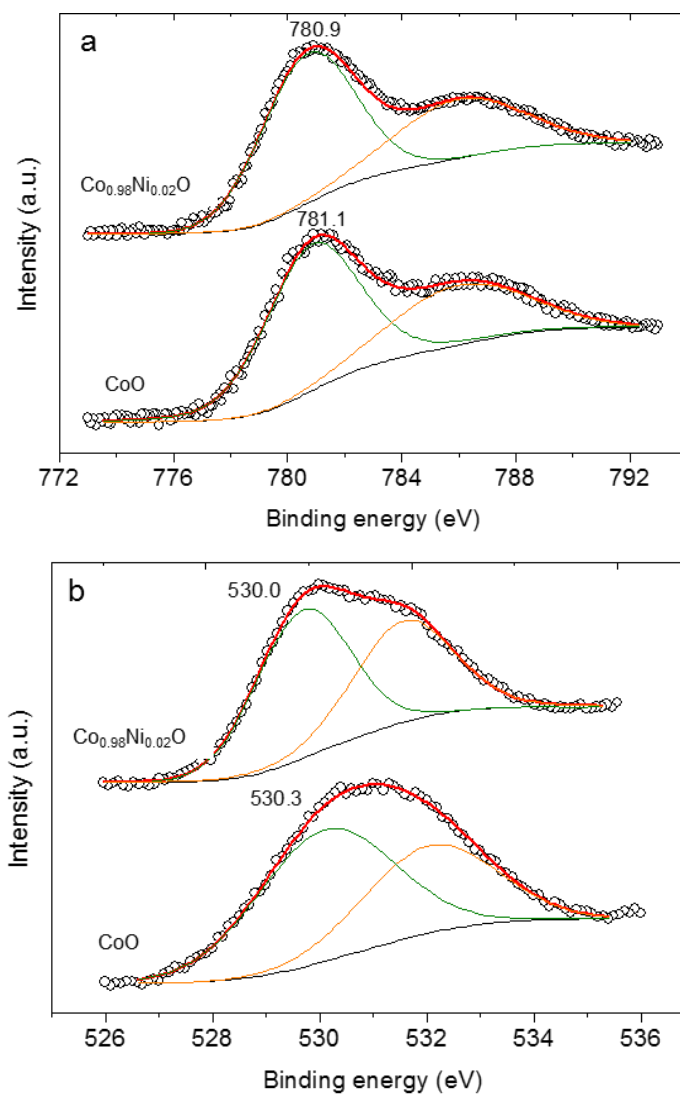 a
780.9
Co0.98Ni0.02O
781.1
CoO
Intensity (a.u.)
772 776 780 784 788 792
Binding energy (eV)
b
530.0
Co0.98Ni0.02O
530.3
CoO
Intensity (a.u.)
526 528 530 532 534 536
Binding energy (eV)